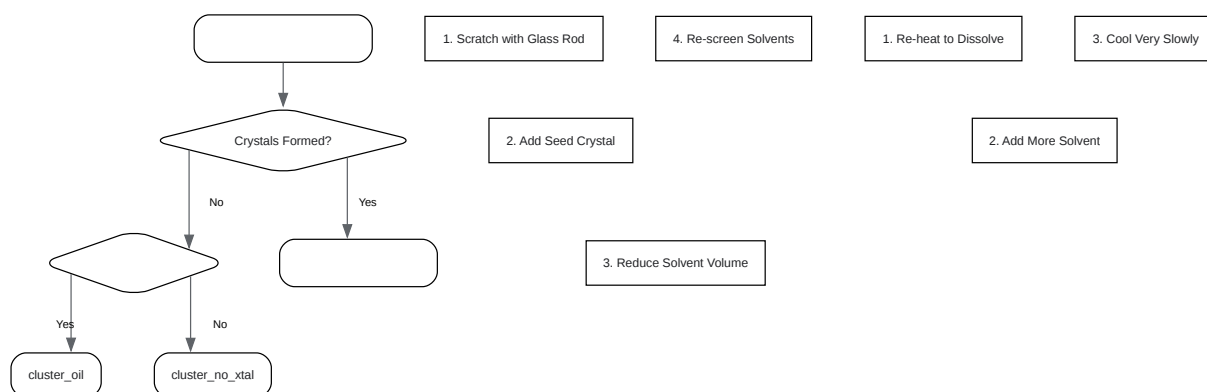 1. Scratch with Glass Rod
4. Re-screen Solvents
1. Re-heat to Dissolve
3. Cool Very Slowly
Crystals Formed?
2. Add Seed Crystal
2. Add More Solvent
No
Yes
3. Reduce Solvent Volume
Yes
No
cluster_oil
cluster_no_xtal